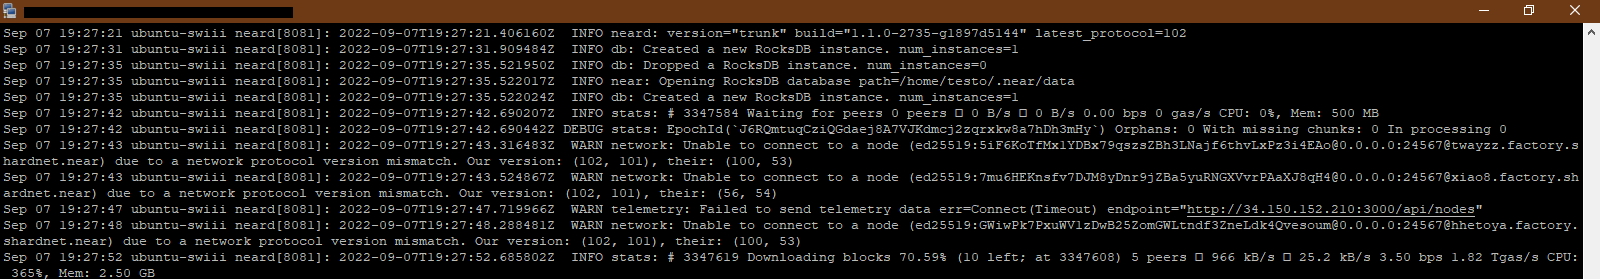 Sep 07 19:27:21 ubuntu-swiii neard[8081]: 2022-09-07T19:27:21.406160Z  INFO neard: version="trunk" build="1.1.0-2735-g1897d5144" latest_protocol=102
Sep 07 19:27:31 ubuntu-swiii neard[8081]: 2022-09-07T19:27:31.909484Z  INFO db: Created a new RocksDB instance. num_instances=1
Sep 07 19:27:35 ubuntu-swiii neard[8081]: 2022-09-07T19:27:35.521950Z  INFO db: Dropped a RocksDB instance. num_instances=0
Sep 07 19:27:35 ubuntu-swiii neard[8081]: 2022-09-07T19:27:35.522017Z  INFO near: Opening RocksDB database path=/home/testo/.near/data
Sep 07 19:27:35 ubuntu-swiii neard[8081]: 2022-09-07T19:27:35.522024Z  INFO db: Created a new RocksDB instance. num_instances=1
Sep 07 19:27:42 ubuntu-swiii neard[8081]: 2022-09-07T19:27:42.690207Z  INFO stats: # 3347584 Waiting for peers 0 peers □ 0 B/s □ 0 B/s 0.00 bps 0 gas/s CPU: 0%, Mem: 500 MB
Sep 07 19:27:42 ubuntu-swiii neard[8081]: 2022-09-07T19:27:42.690442Z DEBUG stats: EpochId(`J6RQmtuqCziQGdaej8A7VJKdmcj2zqrxkw8a7hDh3mHy`) Orphans: 0 With missing chunks: 0 In processing 0
Sep 07 19:27:43 ubuntu-swiii neard[8081]: 2022-09-07T19:27:43.316483Z  WARN network: Unable to connect to a node (ed25519:5iF6KoTfMx1YDBx79qszsZBh3LNajf6thvLxPz3i4EAo@0.0.0.0:24567@twayzz.factory.s
hardnet.near) due to a network protocol version mismatch. Our version: (102, 101), their: (100, 53)
Sep 07 19:27:43 ubuntu-swiii neard[8081]: 2022-09-07T19:27:43.524867Z  WARN network: Unable to connect to a node (ed25519:7mu6HEKnsfv7DJM8yDnr9jZBa5yuRNGXVvrPAaXJ8qH4@0.0.0.0:24567@xiao8.factory.sh
ardnet.near) due to a network protocol version mismatch. Our version: (102, 101), their: (56, 54)
Sep 07 19:27:47 ubuntu-swiii neard[8081]: 2022-09-07T19:27:47.719966Z  WARN telemetry: Failed to send telemetry data err=Connect(Timeout) endpoint="http://34.150.152.210:3000/api/nodes"
Sep 07 19:27:48 ubuntu-swiii neard[8081]: 2022-09-07T19:27:48.288481Z  WARN network: Unable to connect to a node (ed25519:GWiwPk7PxuWVlzDwB25ZomGWLtndf3ZneLdk4Qvesoum@0.0.0.0:24567@hhetoya.factory.
shardnet.near) due to a network protocol version mismatch. Our version: (102, 101), their: (100, 53)
Sep 07 19:27:52 ubuntu-swiii neard[8081]: 2022-09-07T19:27:52.685802Z  INFO stats: # 3347619 Downloading blocks 70.59% (10 left; at 3347608) 5 peers □ 966 kB/s □ 25.2 kB/s 3.50 bps 1.82 Tgas/s CPU:
 365%, Mem: 2.50 GB